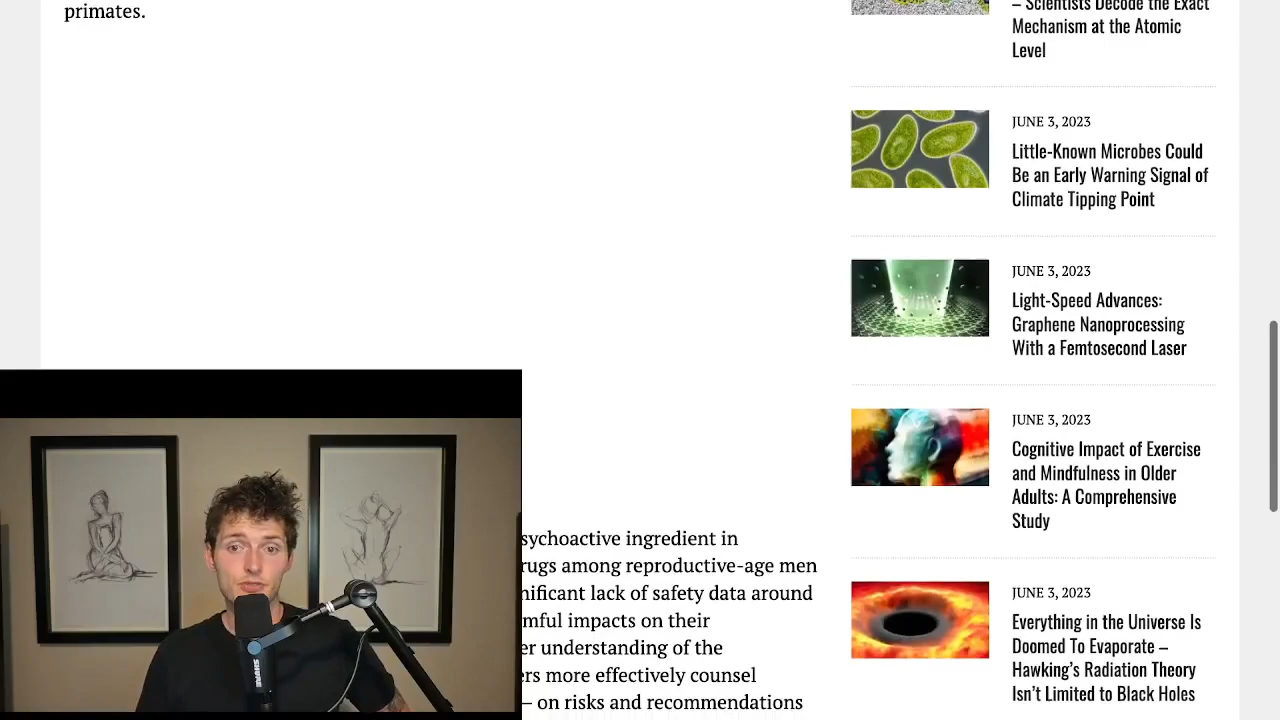 primates.
sychoactive ingredient in
rugs among reproductive-age men
nificant lack of safety data around
mful impacts on their
er understanding of the
ers more effectively counsel
– on risks and recommendations
– Scientists Decode the Exact
Mechanism at the Atomic
Level
JUNE 3, 2023
Little-Known Microbes Could
Be an Early Warning Signal of
Climate Tipping Point
JUNE 3, 2023
Light-Speed Advances:
Graphene Nanoprocessing
With a Femtosecond Laser
JUNE 3, 2023
Cognitive Impact of Exercise
and Mindfulness in Older
Adults: A Comprehensive
Study
JUNE 3, 2023
Everything in the Universe Is
Doomed To Evaporate –
Hawking’s Radiation Theory
Isn’t Limited to Black Holes
SHURE